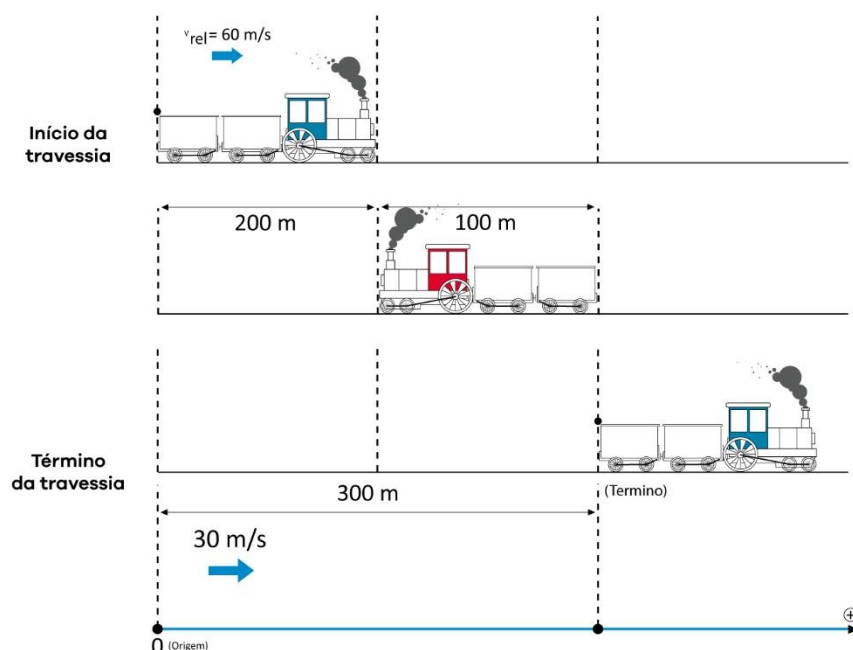 vrel= 60 m/s
Início da
travessia
200 m
100 m
Término
da travessia
300 m
(Termino)
30 m/s
+
0 (Origem)